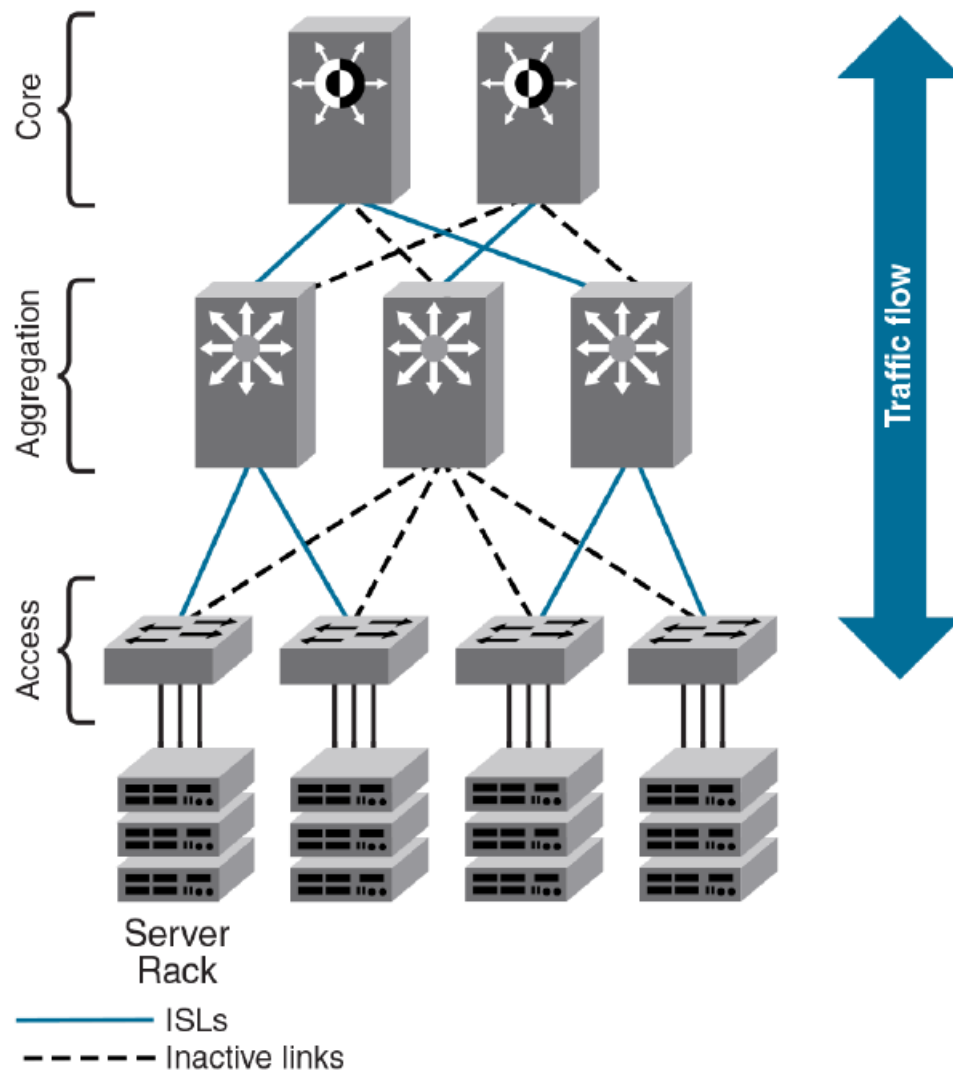 Core
Aggregation
Access
Traffic flow
Server
Rack
ISLs
Inactive links